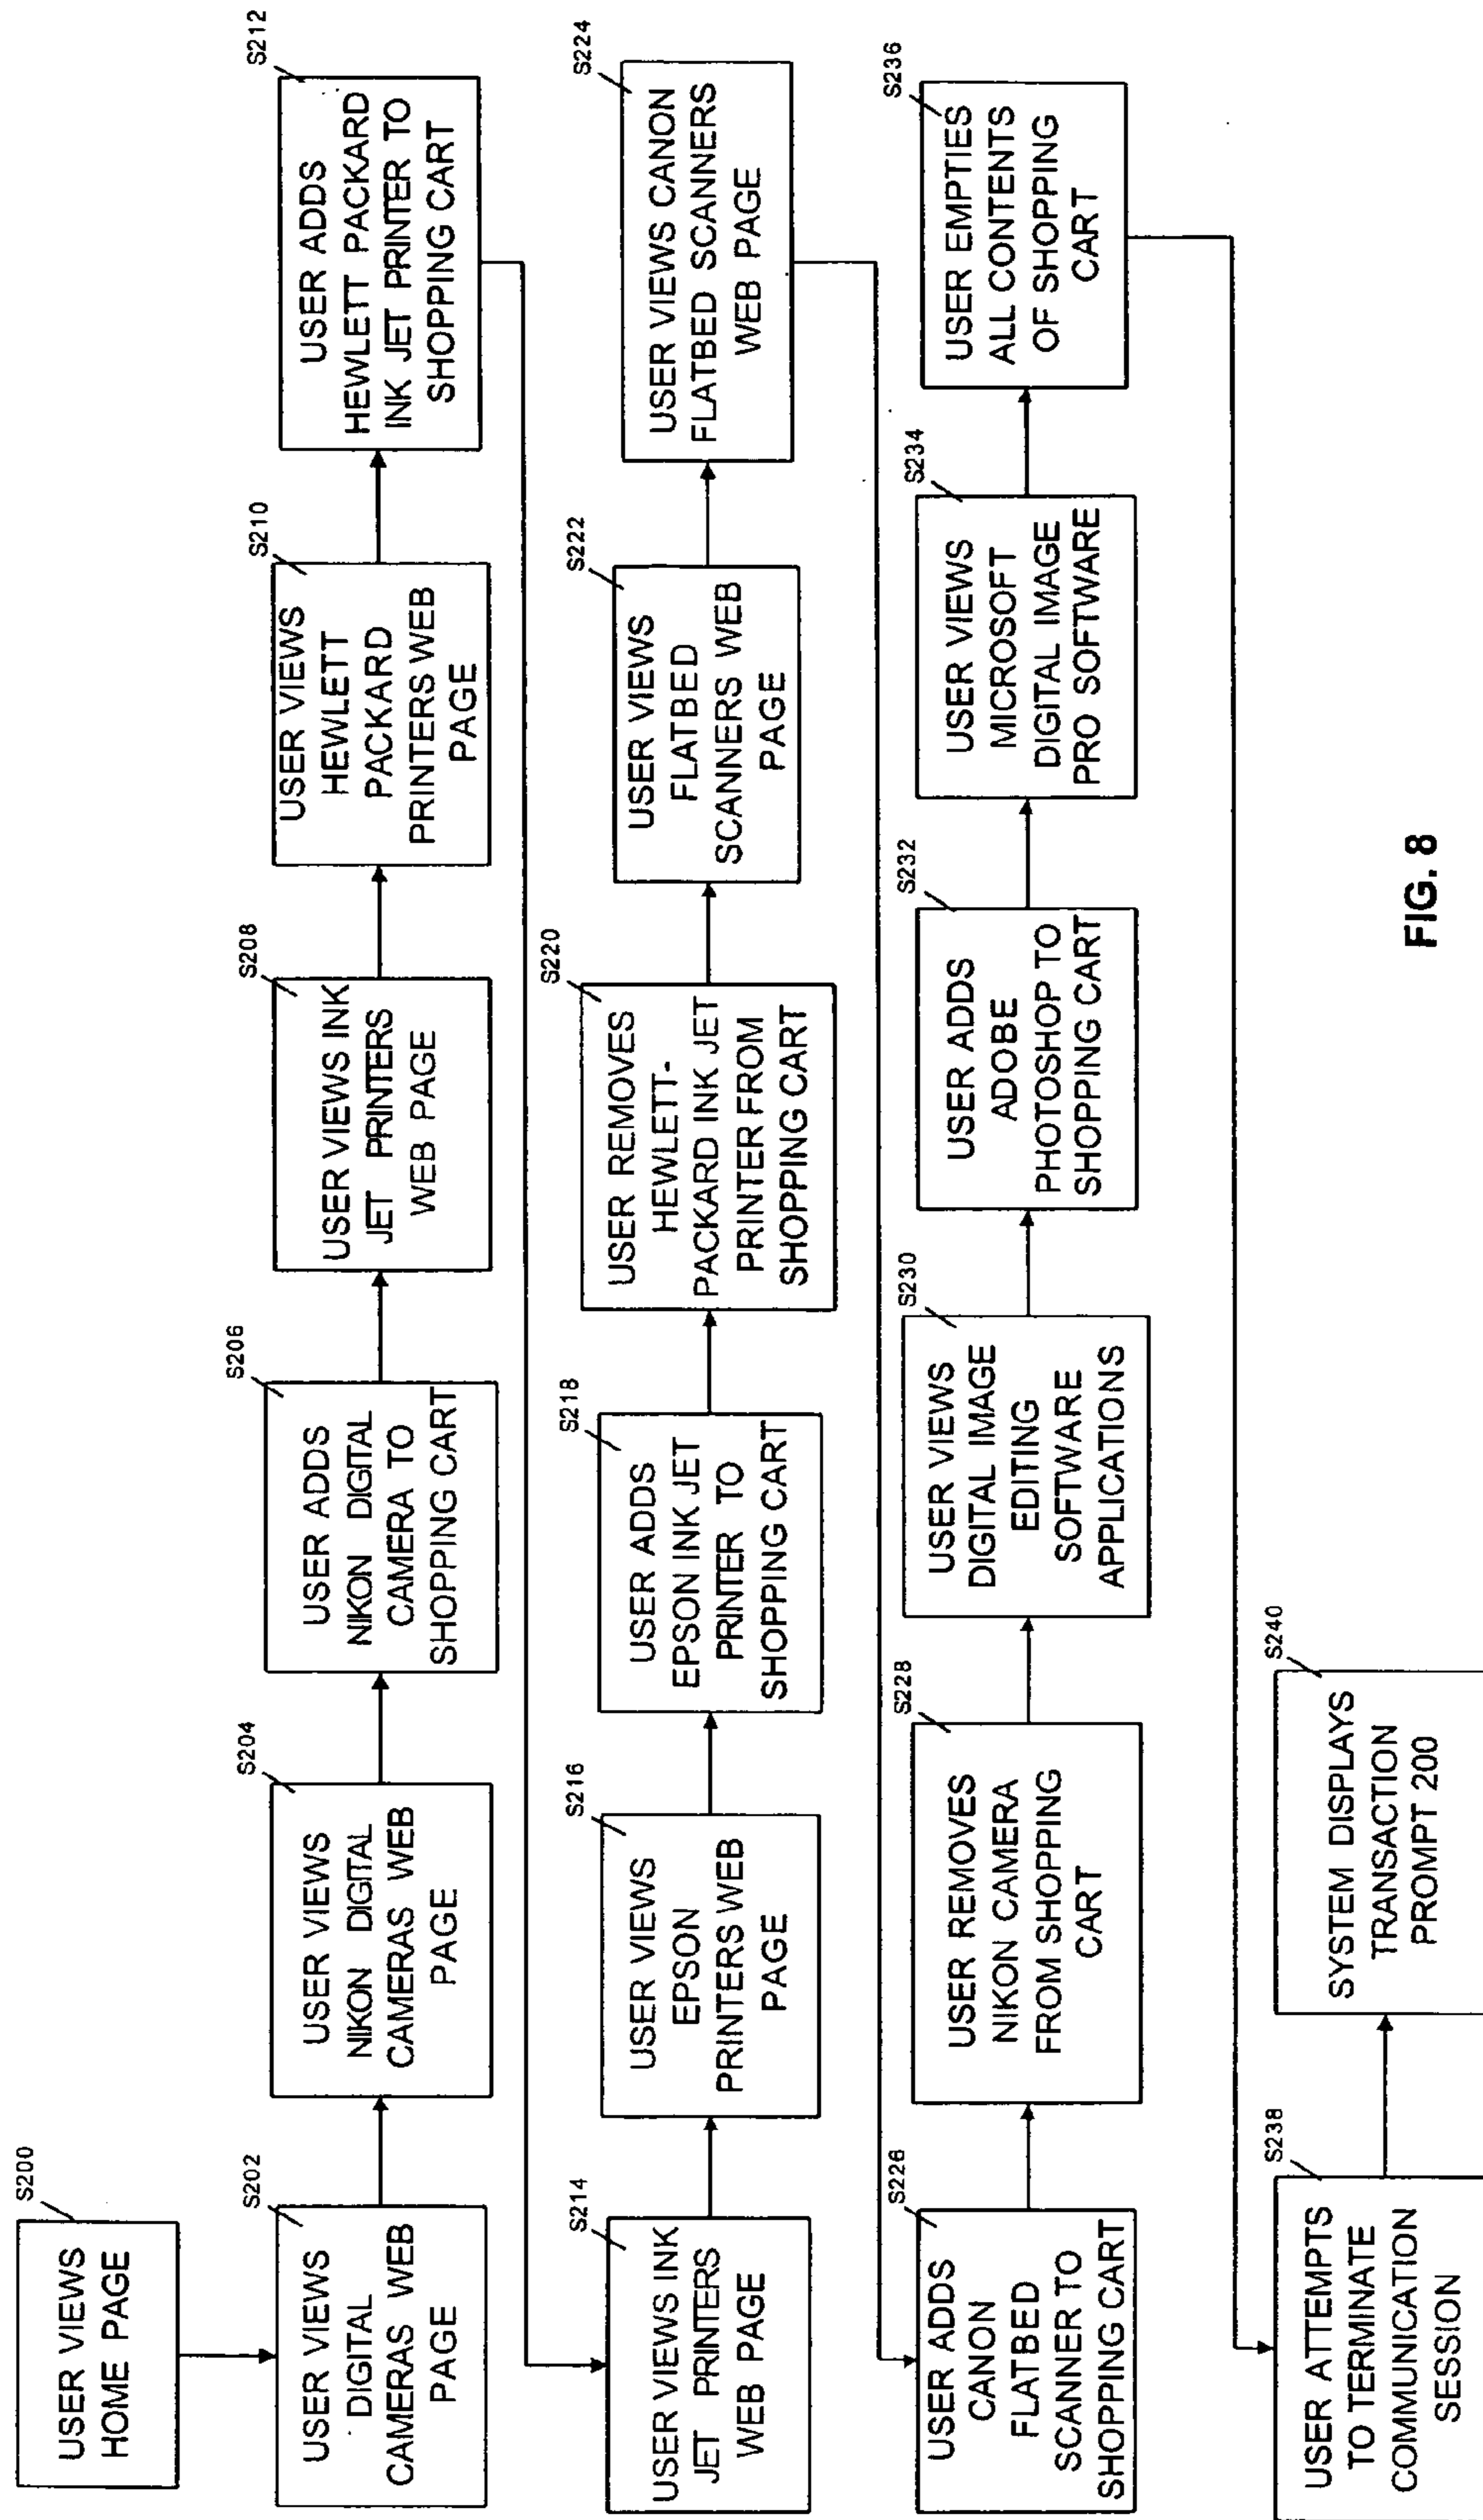 S200
USER VIEWS
HOME PAGE
S202
USER VIEWS
DIGITAL
CAMERAS WEB
PAGE
S204
USER VIEWS
NIKON DIGITAL
CAMERAS WEB
PAGE
S206
USER ADDS
NIKON DIGITAL
CAMERA TO
SHOPPING CART
S208
USER VIEWS INK
JET PRINTERS
WEB PAGE
S210
USER VIEWS
HEWLETT
PACKARD
PRINTERS WEB
PAGE
S212
USER ADDS
HEWLETT PACKARD
INK JET PRINTER TO
SHOPPING CART
S214
USER VIEWS INK
JET PRINTERS
WEB PAGE
S216
USER VIEWS
EPSON
PRINTERS WEB
PAGE
S218
USER ADDS
EPSON INK JET
PRINTER TO
SHOPPING CART
S220
USER REMOVES
HEWLETT-
PACKARD INK JET
PRINTER FROM
SHOPPING CART
S222
USER VIEWS
FLATBED
SCANNERS WEB
PAGE
S224
USER VIEWS CANON
FLATBED SCANNERS
WEB PAGE
S226
USER ADDS
CANON
FLATBED
SCANNER TO
SHOPPING CART
S228
USER REMOVES
NIKON CAMERA
FROM SHOPPING
CART
S230
USER VIEWS
DIGITAL IMAGE
EDITING
SOFTWARE
APPLICATIONS
S232
USER ADDS
ADOBE
PHOTOSHOP TO
SHOPPING CART
S234
USER VIEWS
MICROSOFT
DIGITAL IMAGE
PRO SOFTWARE
S236
USER EMPTIES
ALL CONTENTS
OF SHOPPING
CART
S238
USER ATTEMPTS
TO TERMINATE
COMMUNICATION
SESSION
S240
SYSTEM DISPLAYS
TRANSACTION
PROMPT 200
FIG. 8